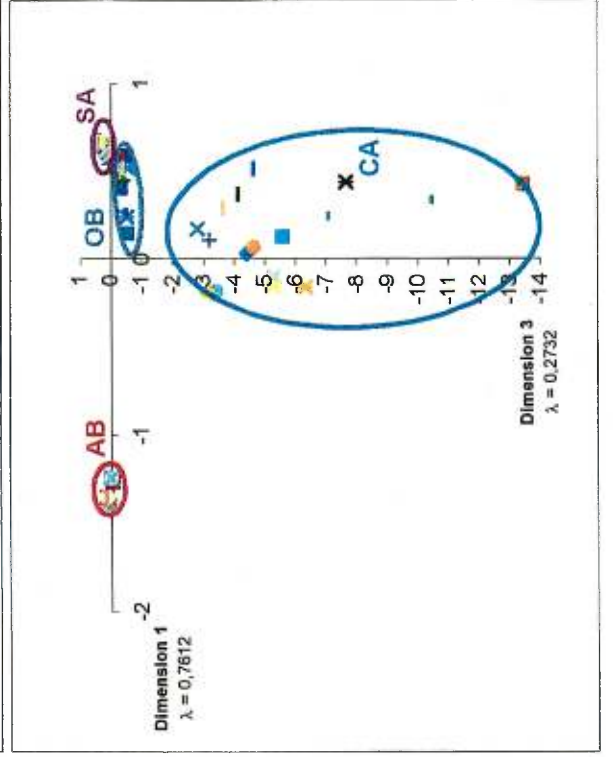 SA
OB
AB
CA
1
0
-1
-2
-3
-4
-5
-6
-7
-8
-9
-10
-11
-12
-13
-14
-2
-1
0
1
Dimension 1
λ = 0,7612
Dimension 3
λ = 0,2732